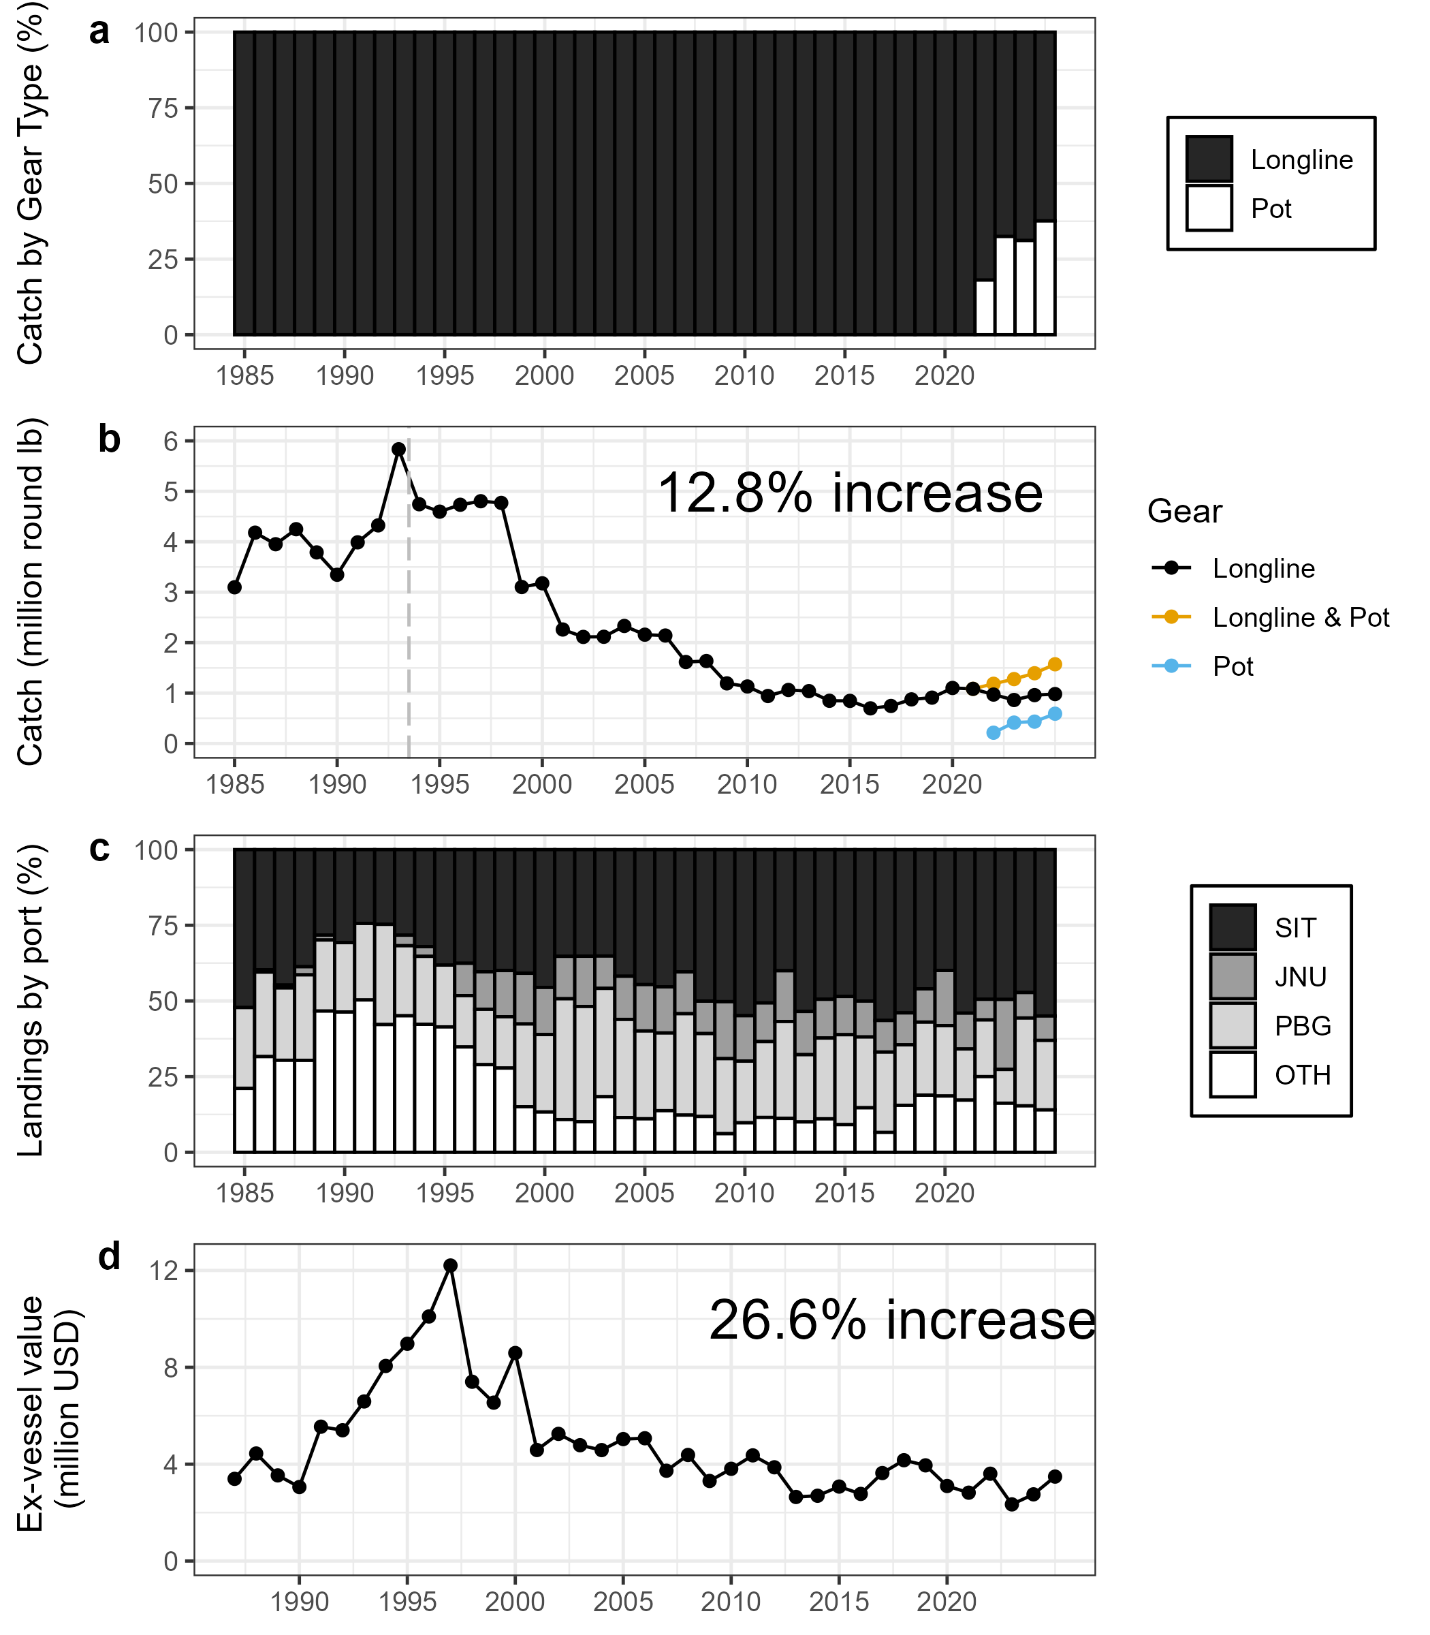 a
Catch by Gear Type (%)
100
75
50
25
0
1985 1990 1995 2000 2005 2010 2015 2020
Longline
Pot
b
Catch (million round lb)
6
5
4
3
2
1
0
12.8% increase
1985 1990 1995 2000 2005 2010 2015 2020
Gear
Longline
Longline & Pot
Pot
c
Landings by port (%)
100
75
50
25
0
1985 1990 1995 2000 2005 2010 2015 2020
SIT
JNU
PBG
OTH
d
Ex-vessel value
(million USD)
12
8
4
0
26.6% increase
1990 1995 2000 2005 2010 2015 2020